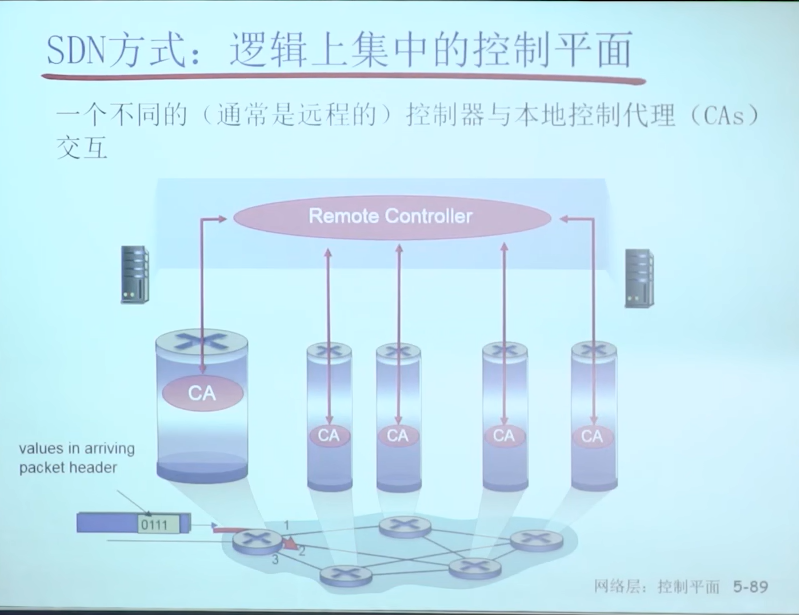 SDN方式：逻辑上集中的控制平面
一个不同的（通常是远程的）控制器与本地控制代理（CAs）
交互
Remote Controller
CA
CA
CA
CA
CA
values in arriving
packet header
0111
1
2
3
网络层：控制平面 5-89